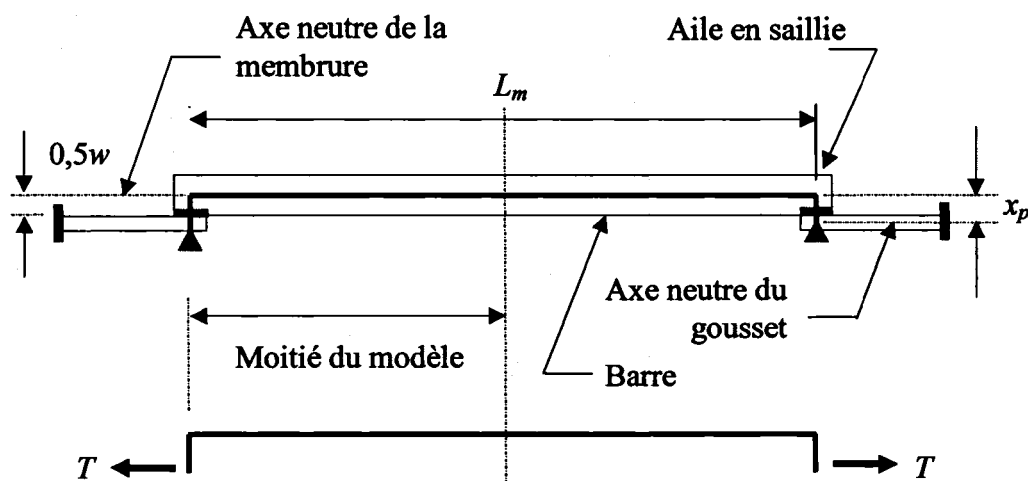 Axe neutre de la
membrure
Aile en saillie
L_m
0,5w
x_p
Axe neutre du
gousset
Moitié du modèle
Barre
T
T